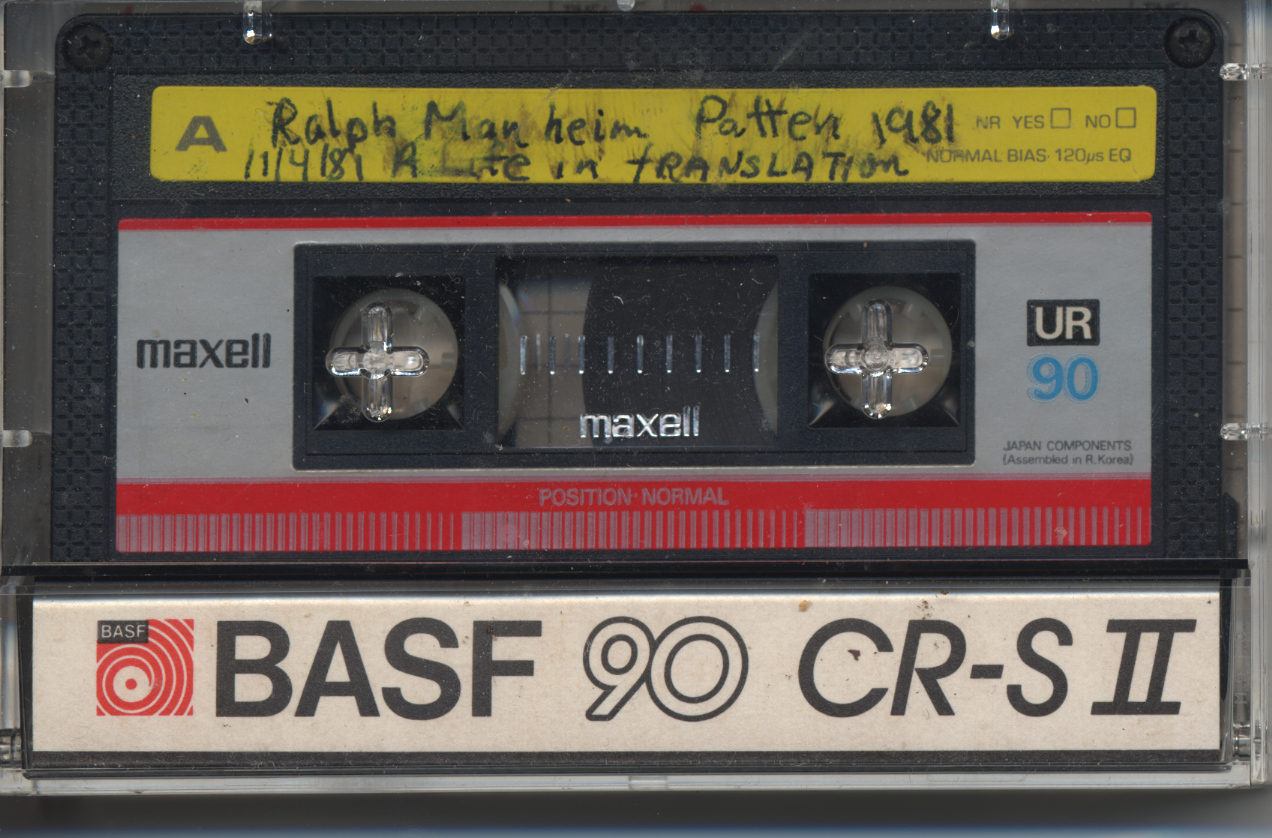 A Ralph Manheim Patten 1981 NR YES NO
11/4/81 A Life in TRANSLATION NORMAL BIAS· 120µs EQ
maxell
UR
90
maxell
JAPAN COMPONENTS
(Assembled in R.Korea)
POSITION·NORMAL
BASF
BASF 90 CR-S II